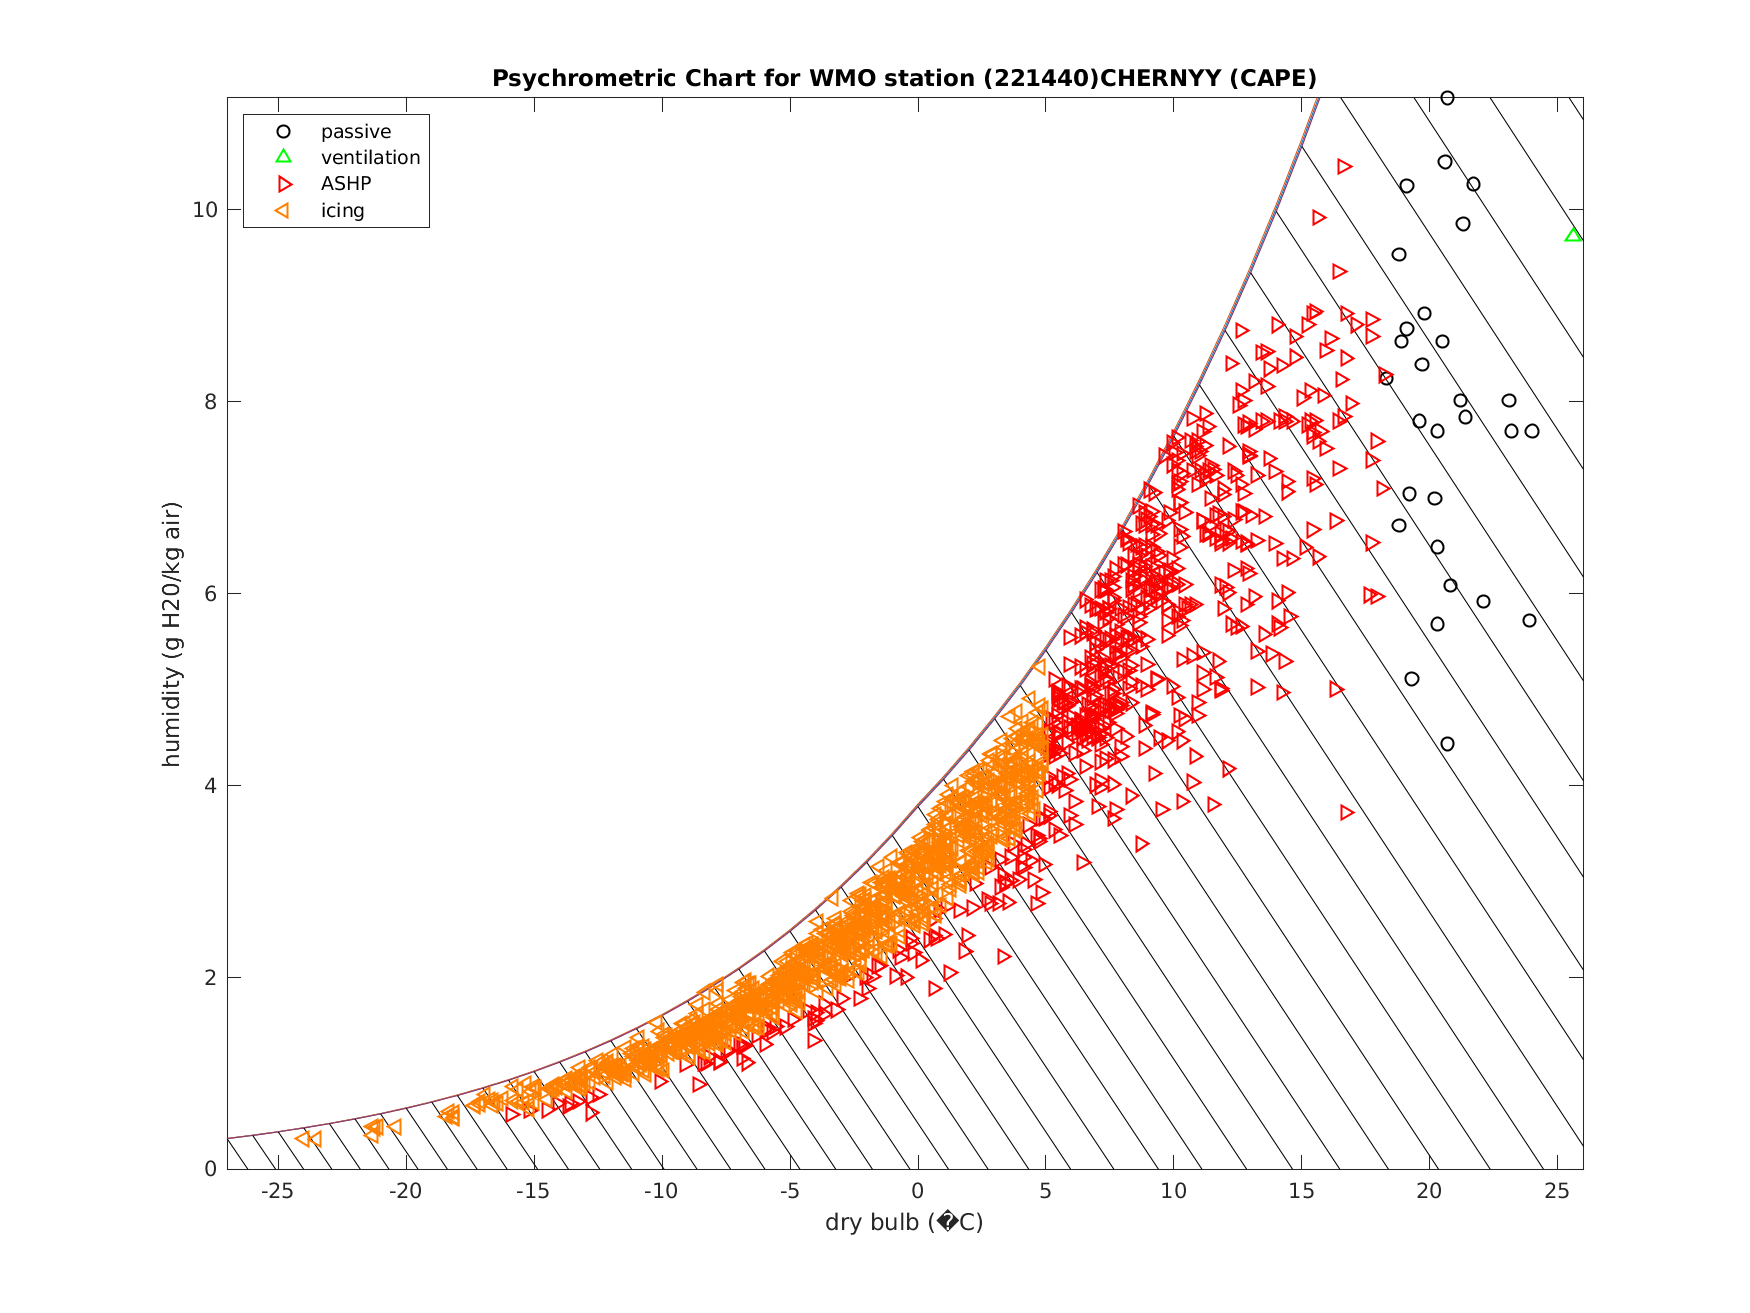 Psychrometric Chart for WMO station (221440)CHERNYY (CAPE)
passive
ventilation
ASHP
icing
10
8
6
4
2
0
humidity (g H20/kg air)
-25 -20 -15 -10 -5 0 5 10 15 20 25
dry bulb (�C)